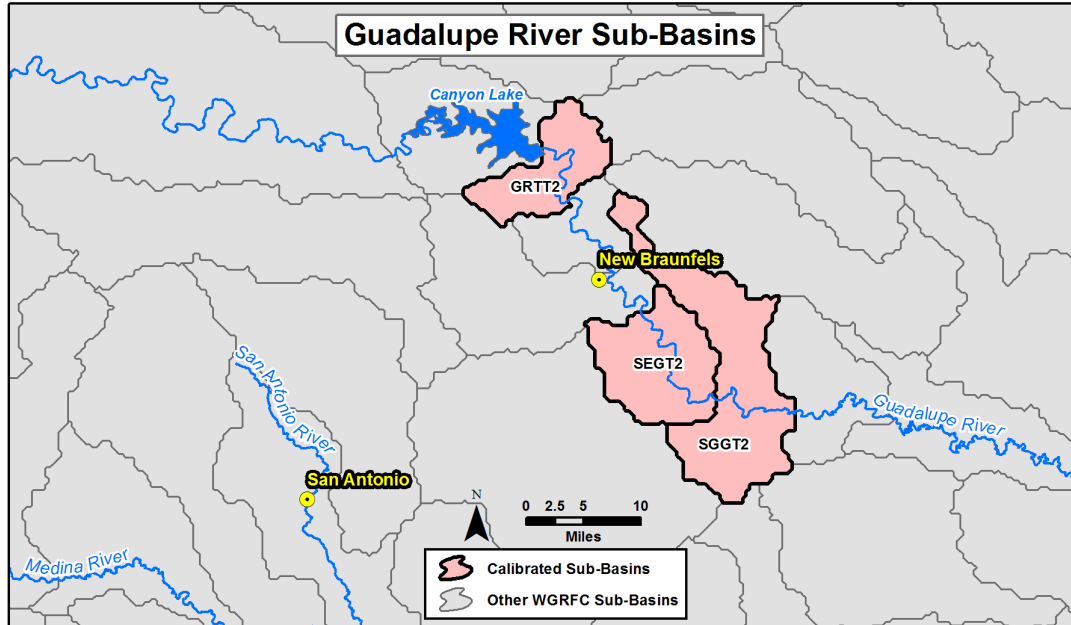 Guadalupe River Sub-Basins
Canyon Lake
GRTT2
New Braunfels
SEGT2
San Antonio River
Guadalupe River
SGGT2
San Antonio
N
0 2.5 5 10
Miles
Medina River
Calibrated Sub-Basins
Other WGRFC Sub-Basins